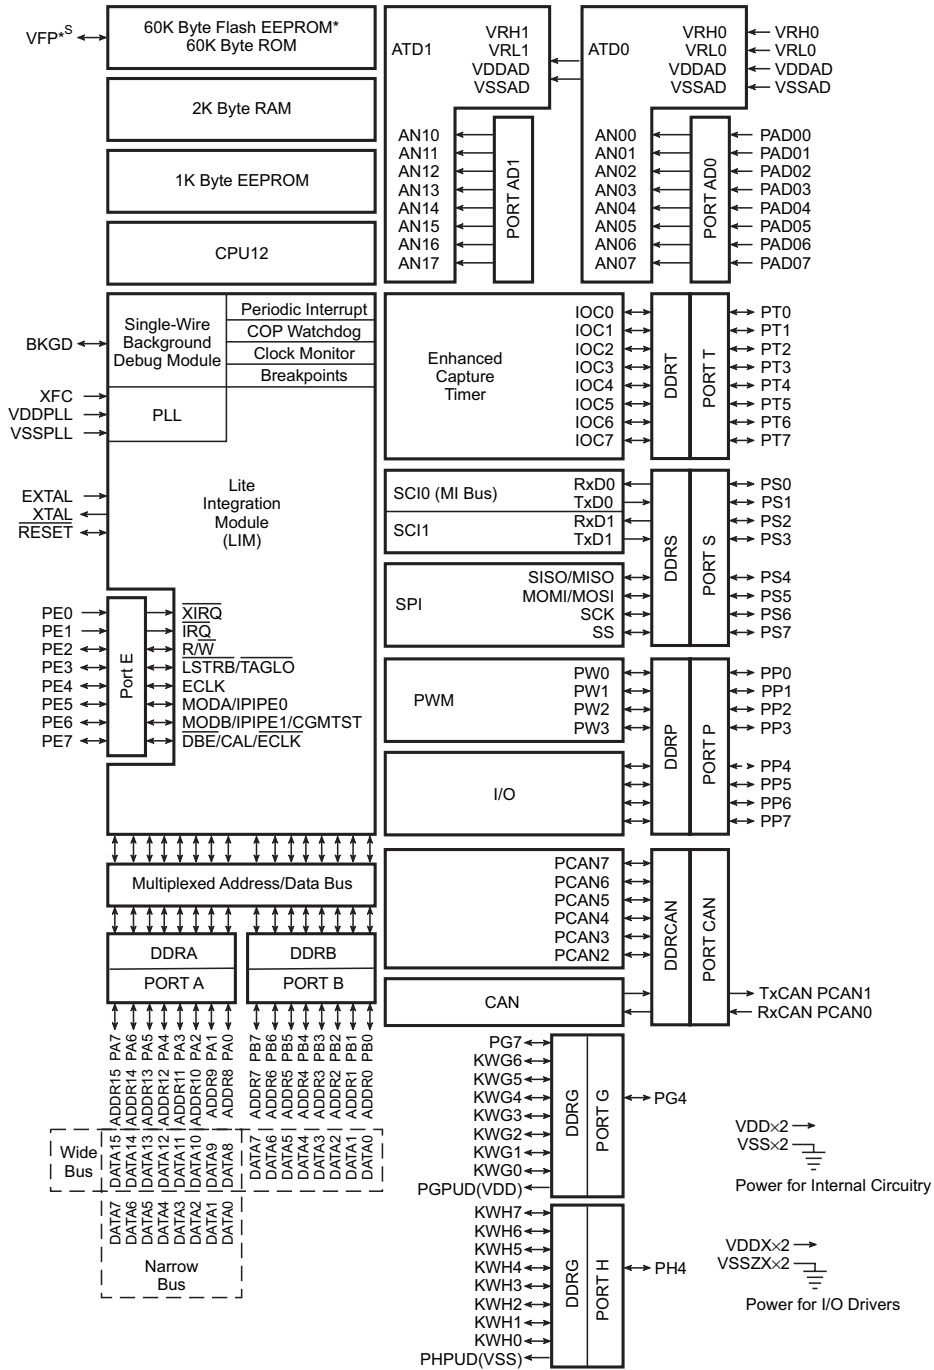 VFP*S
60K Byte Flash EEPROM*
60K Byte ROM
2K Byte RAM
1K Byte EEPROM
CPU12
ATD1
VRH1
VRL1
VDDAD
VSSAD
AN10
AN11
AN12
AN13
AN14
AN15
AN16
AN17
PORT AD1
ATD0
VRH0
VRL0
VDDAD
VSSAD
VRH0
VRL0
VDDAD
VSSAD
AN00
AN01
AN02
AN03
AN04
AN05
AN06
AN07
PORT AD0
PAD00
PAD01
PAD02
PAD03
PAD04
PAD05
PAD06
PAD07
BKGD
Single-Wire
Background
Debug Module
Periodic Interrupt
COP Watchdog
Clock Monitor
Breakpoints
XFC
VDDPLL
VSSPLL
PLL
EXTAL
XTAL
RESET
Lite
Integration
Module
(LIM)
PE0
PE1
PE2
PE3
PE4
PE5
PE6
PE7
Port E
XIRQ
IRQ
R/W
LSTRB/TAGLO
ECLK
MODA/IPIPE0
MODB/IPIPE1/CGMTST
DBE/CAL/ECLK
Enhanced
Capture
Timer
IOC0
IOC1
IOC2
IOC3
IOC4
IOC5
IOC6
IOC7
DDRT
PORT T
PT0
PT1
PT2
PT3
PT4
PT5
PT6
PT7
SCI0 (MI Bus)
RxD0
TxD0
SCI1
RxD1
TxD1
SPI
SISO/MISO
MOMI/MOSI
SCK
SS
DDRS
PORT S
PS0
PS1
PS2
PS3
PS4
PS5
PS6
PS7
PWM
PW0
PW1
PW2
PW3
I/O
DDRP
PORT P
PP0
PP1
PP2
PP3
PP4
PP5
PP6
PP7
Multiplexed Address/Data Bus
DDRA
PORT A
DDRB
PORT B
PA7
PA6
PA5
PA4
PA3
PA2
PA1
PA0
PB7
PB6
PB5
PB4
PB3
PB2
PB1
PB0
ADDR15
ADDR14
ADDR13
ADDR12
ADDR11
ADDR10
ADDR9
ADDR8
ADDR7
ADDR6
ADDR5
ADDR4
ADDR3
ADDR2
ADDR1
ADDR0
Wide
Bus
DATA15
DATA14
DATA13
DATA12
DATA11
DATA10
DATA9
DATA8
DATA7
DATA6
DATA5
DATA4
DATA3
DATA2
DATA1
DATA0
DATA7
DATA6
DATA5
DATA4
DATA3
DATA2
DATA1
DATA0
Narrow
Bus
PCAN7
PCAN6
PCAN5
PCAN4
PCAN3
PCAN2
CAN
DDRCAN
PORT CAN
TxCAN PCAN1
RxCAN PCAN0
PG7
KWG6
KWG5
KWG4
KWG3
KWG2
KWG1
KWG0
PGPUD(VDD)
DDRG
PORT G
PG4
KWH7
KWH6
KWH5
KWH4
KWH3
KWH2
KWH1
KWH0
PHPUD(VSS)
DDRG
PORT H
PH4
VDD×2
VSS×2
Power for Internal Circuitry
VDDX×2
VSSZX×2
Power for I/O Drivers